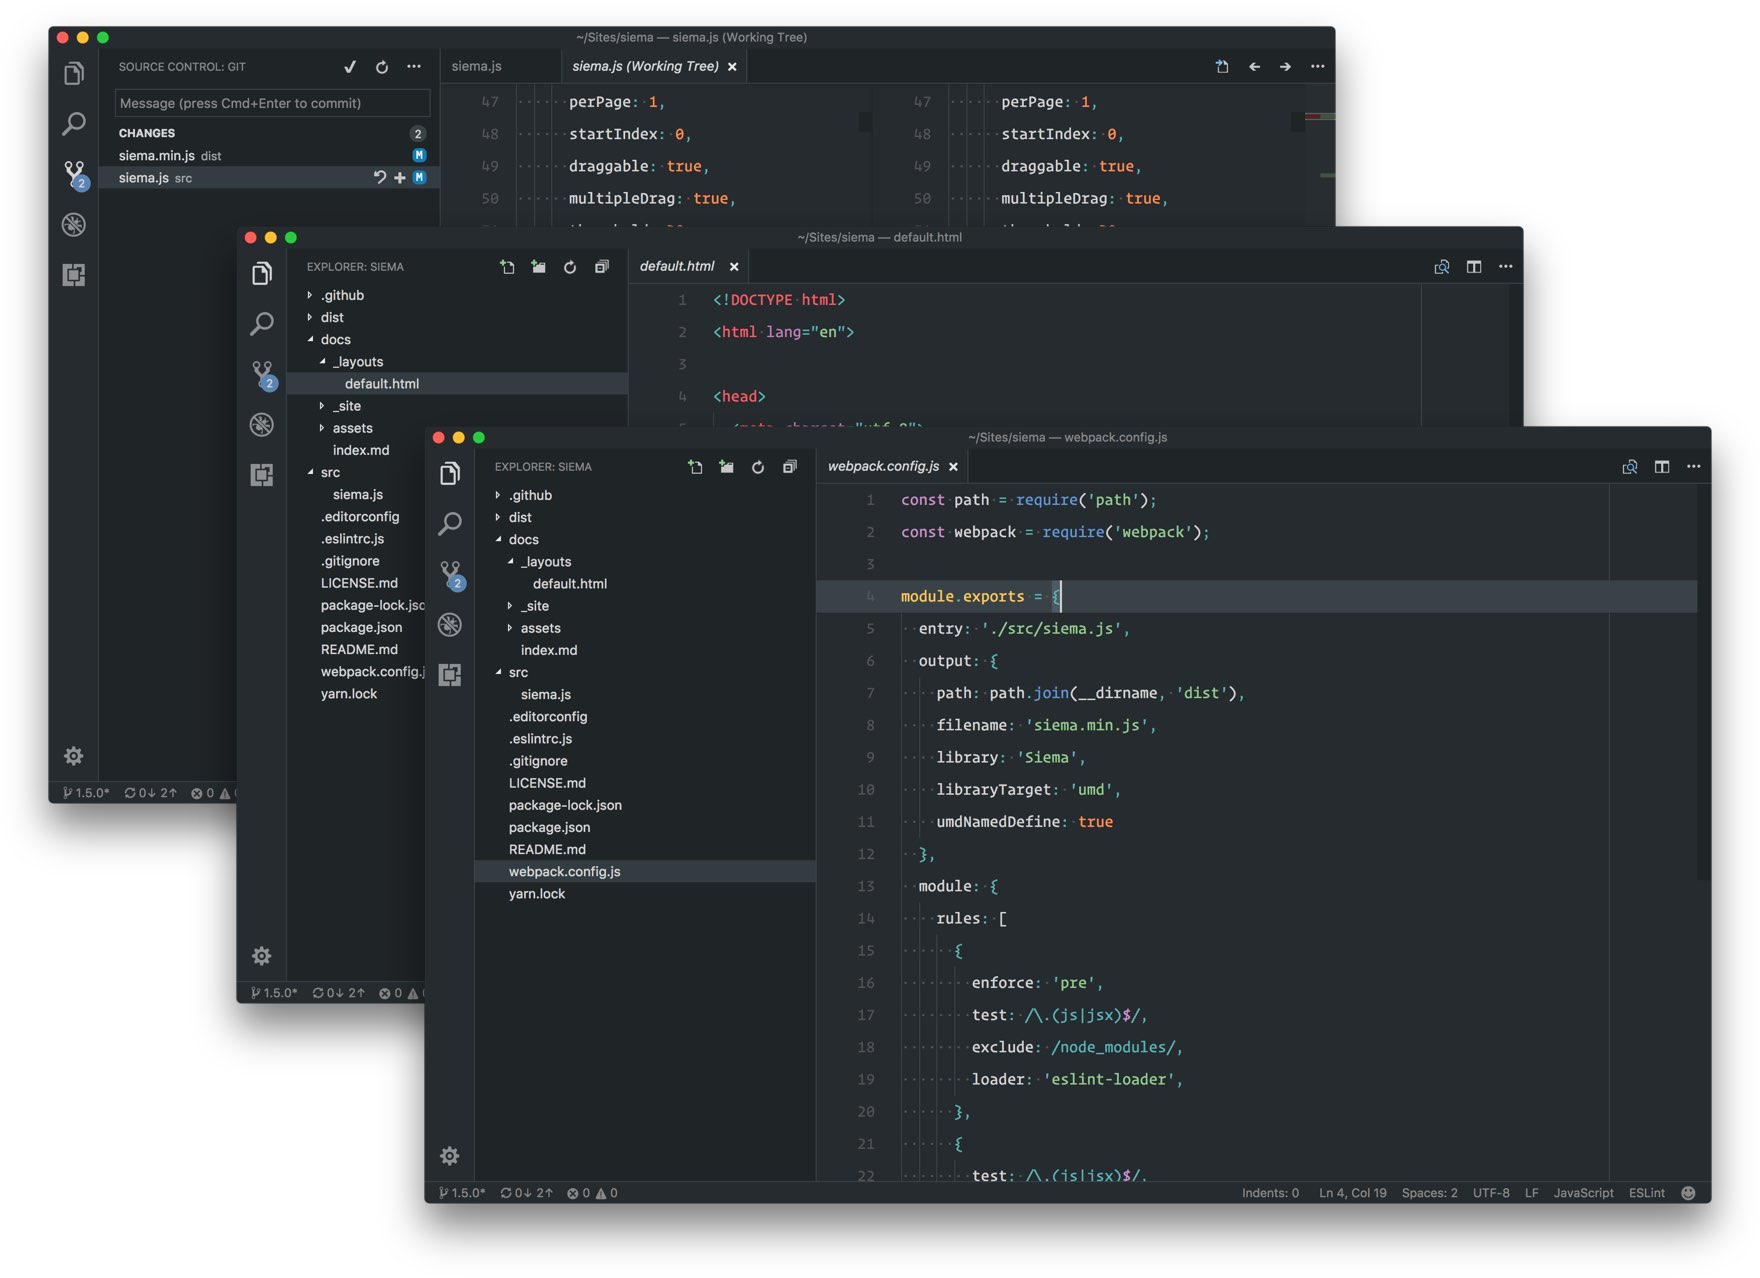 ~/Sites/siema — siema.js (Working Tree)
SOURCE CONTROL: GIT
siema.js
siema.js (Working Tree)
Message (press Cmd+Enter to commit)
CHANGES 2
siema.min.js dist M
siema.js src M
2
47 perPage: 1,
48 startIndex: 0,
49 draggable: true,
50 multipleDrag: true,
47 perPage: 1,
48 startIndex: 0,
49 draggable: true,
50 multipleDrag: true,
1.5.0* 0↓ 2↑ 0
~/Sites/siema — default.html
EXPLORER: SIEMA
default.html
.github
dist
docs
_layouts
default.html
_site
assets
index.md
src
siema.js
.editorconfig
.eslintrc.js
.gitignore
LICENSE.md
package-lock.jso
package.json
README.md
webpack.config.j
yarn.lock
2
1 <!DOCTYPE html>
2 <html lang="en">
3
4 <head>
5 <meta charset="utf-8">
1.5.0* 0↓ 2↑ 0
~/Sites/siema — webpack.config.js
EXPLORER: SIEMA
webpack.config.js
.github
dist
docs
_layouts
default.html
_site
assets
index.md
src
siema.js
.editorconfig
.eslintrc.js
.gitignore
LICENSE.md
package-lock.json
package.json
README.md
webpack.config.js
yarn.lock
2
1 const path = require('path');
2 const webpack = require('webpack');
3
4 module.exports = {
5 entry: './src/siema.js',
6 output: {
7 path: path.join(__dirname, 'dist'),
8 filename: 'siema.min.js',
9 library: 'Siema',
10 libraryTarget: 'umd',
11 umdNamedDefine: true
12 },
13 module: {
14 rules: [
15 {
16 enforce: 'pre',
17 test: /\.(js|jsx)$/,
18 exclude: /node_modules/,
19 loader: 'eslint-loader',
20 },
21 {
22 test: /\.(js|jsx)$/,
1.5.0* 0↓ 2↑ 0 0
Indents: 0 Ln 4, Col 19 Spaces: 2 UTF-8 LF JavaScript ESLint